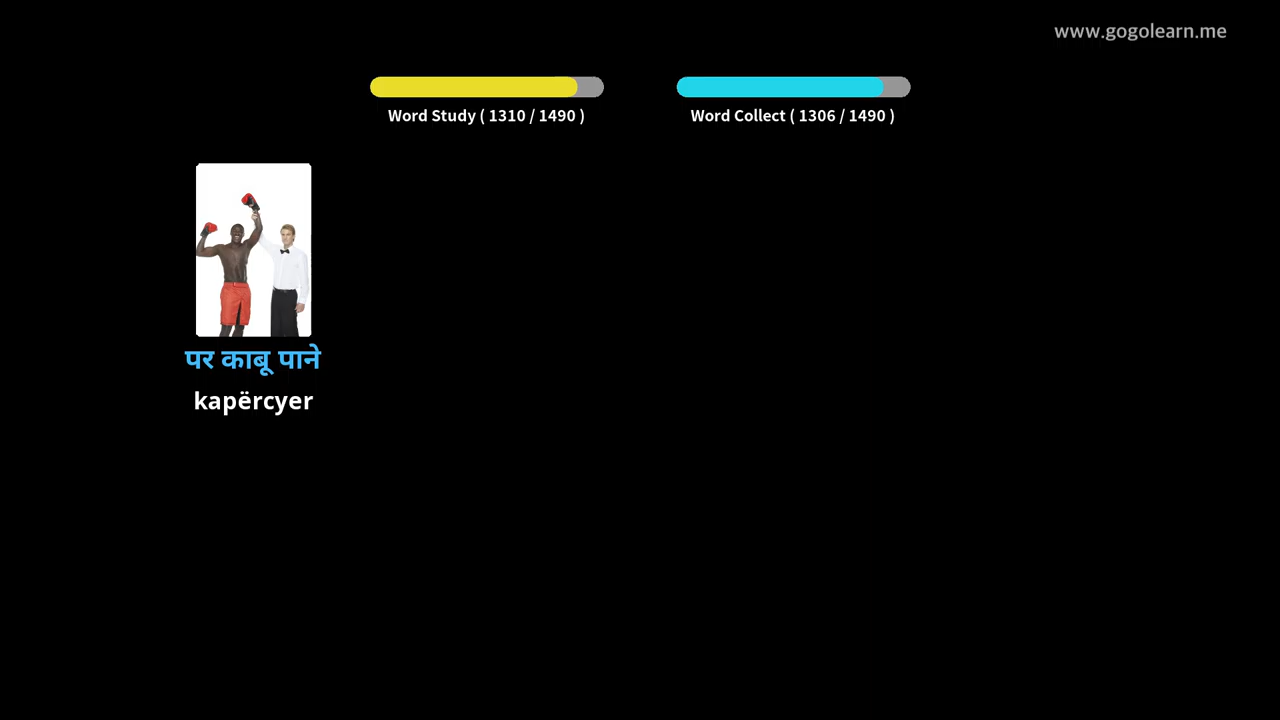 www.gogolearn.me
Word Study ( 1310 / 1490 )
Word Collect ( 1306 / 1490 )
पर काबू पाने
kapërcyer